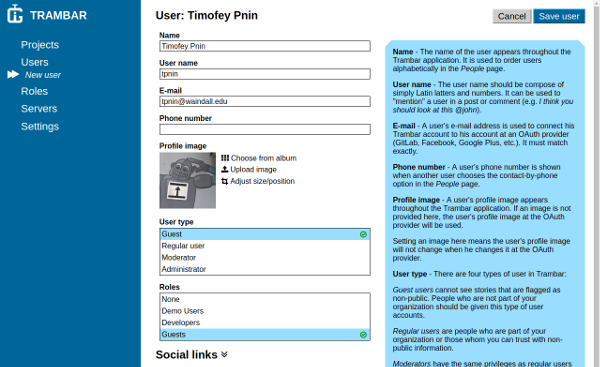 TRAMBAR
Projects
Users
New user
Roles
Servers
Settings
User: Timofey Pnin
Cancel
Save user
Name
Timofey Pnin
User name
tpnin
E-mail
tpnin@waindall.edu
Phone number
Profile image
Choose from album
Upload image
Adjust size/position
User type
Guest
Regular user
Moderator
Administrator
Roles
None
Demo Users
Developers
Guests
Social links
Name - The name of the user appears throughout the
Trambar application. It is used to order users
alphabetically in the People page.
User name - The user name should be compose of
simply Latin latters and numbers. It can be used to
"mention" a user in a post or comment (e.g. I think you
should look at this @john).
E-mail - A user's e-mail address is used to connect his
Trambar account to his account at an OAuth provider
(GitLab, Facebook, Google Plus, etc.). It must match
exactly.
Phone number - A user's phone number is shown
when another user chooses the contact-by-phone
option in the People page.
Profile image - A user's profile image appears
throughout the Trambar application. If an image is not
provided here, the user's profile image at the OAuth
provider will be used.
Setting an image here means the user's profile image
will not change when he changes it at the OAuth
provider.
User type - There are four types of user in Trambar:
Guest users cannot see stories that are flagged as
non-public. People who are not part of your
organization should be given this type of user
accounts.
Regular users are people who are part of your
organization or those whom you can trust with non-
public information.
Moderators have the same privileges as regular users